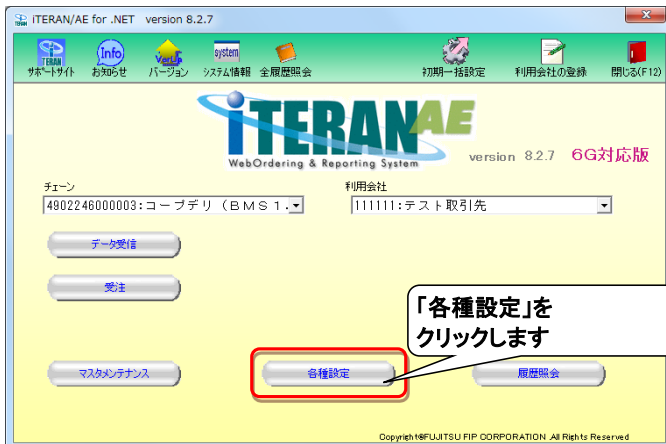 iTERAN/AE for .NET version 8.2.7
サポートサイト お知らせ バージョン システム情報 全履歴照会 初期一括設定 利用会社の登録 閉じる(F12)
TERAN Info VerUp system
iTERAN AE
WebOrdering & Reporting System
version 8.2.7 6G対応版
チェーン 利用会社
4902246000003:コープデリ(BMS1. 111111:テスト取引先
データ受信
受注
「各種設定」を
クリックします
マスタメンテナンス 各種設定 履歴照会
Copyright©FUJITSU FIP CORPORATION .All Rights Reserved